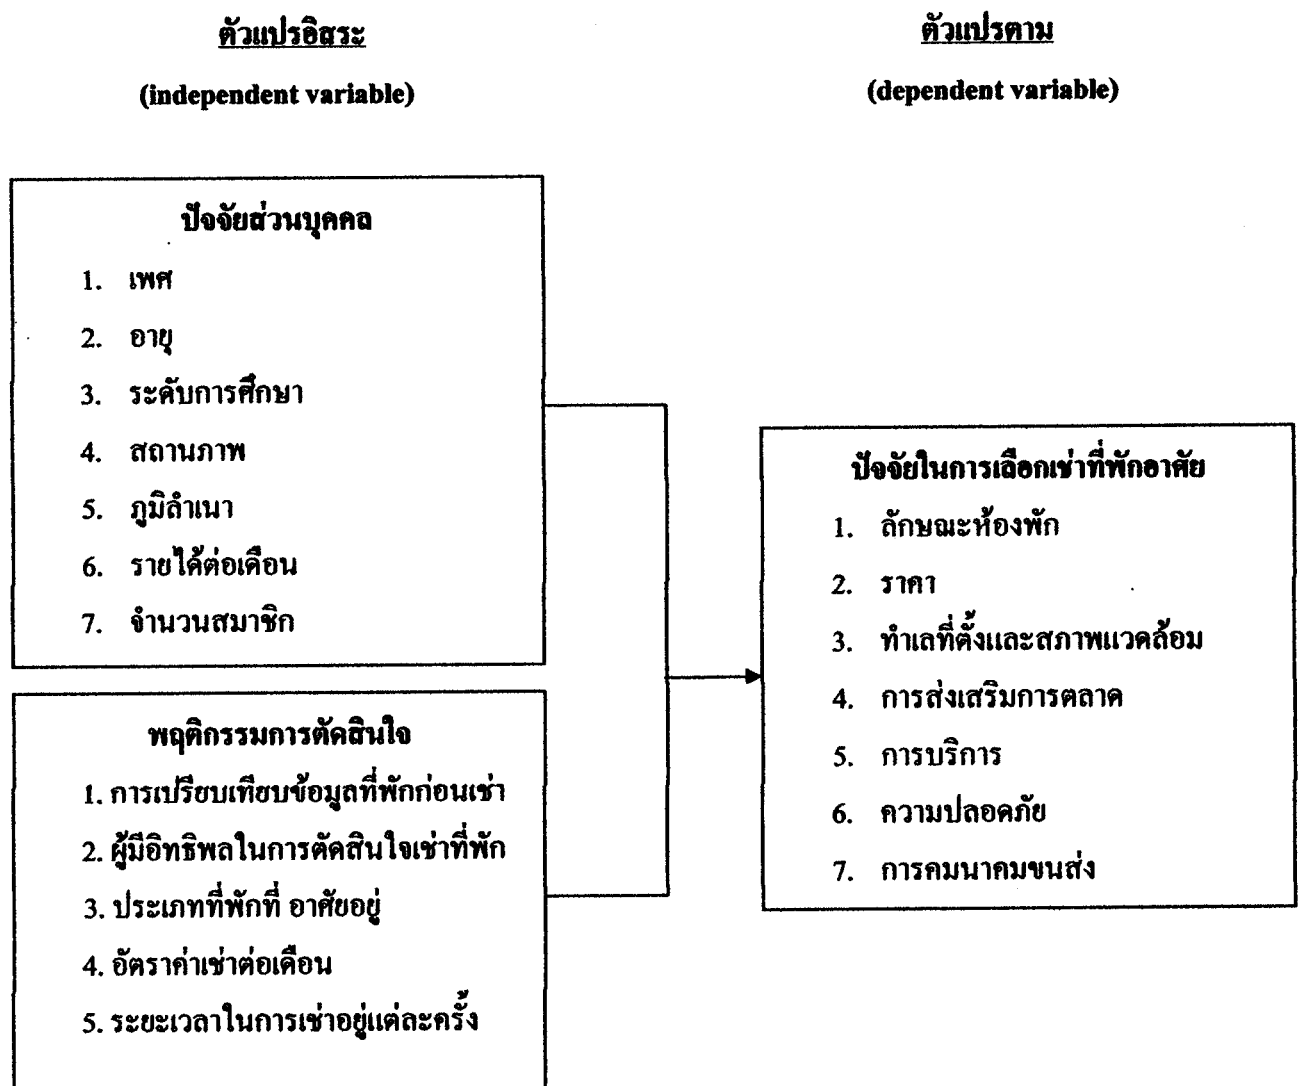 ตัวแปรอิสระ
(independent variable)
ตัวแปรตาม
(dependent variable)
ปัจจัยส่วนบุคคล
1. เพศ
2. อายุ
3. ระดับการศึกษา
4. สถานภาพ
5. ภูมิลำเนา
6. รายได้ต่อเดือน
7. จำนวนสมาชิก
พฤติกรรมการตัดสินใจ
1. การเปรียบเทียบข้อมูลที่พักก่อนเช่า
2. ผู้มีอิทธิพลในการตัดสินใจเช่าที่พัก
3. ประเภทที่พักที่ อาศัยอยู่
4. อัตราค่าเช่าต่อเดือน
5. ระยะเวลาในการเช่าอยู่แต่ละครั้ง
ปัจจัยในการเลือกเช่าที่พักอาศัย
1. ลักษณะห้องพัก
2. ราคา
3. ทำเลที่ตั้งและสภาพแวดล้อม
4. การส่งเสริมการตลาด
5. การบริการ
6. ความปลอดภัย
7. การคมนาคมขนส่ง